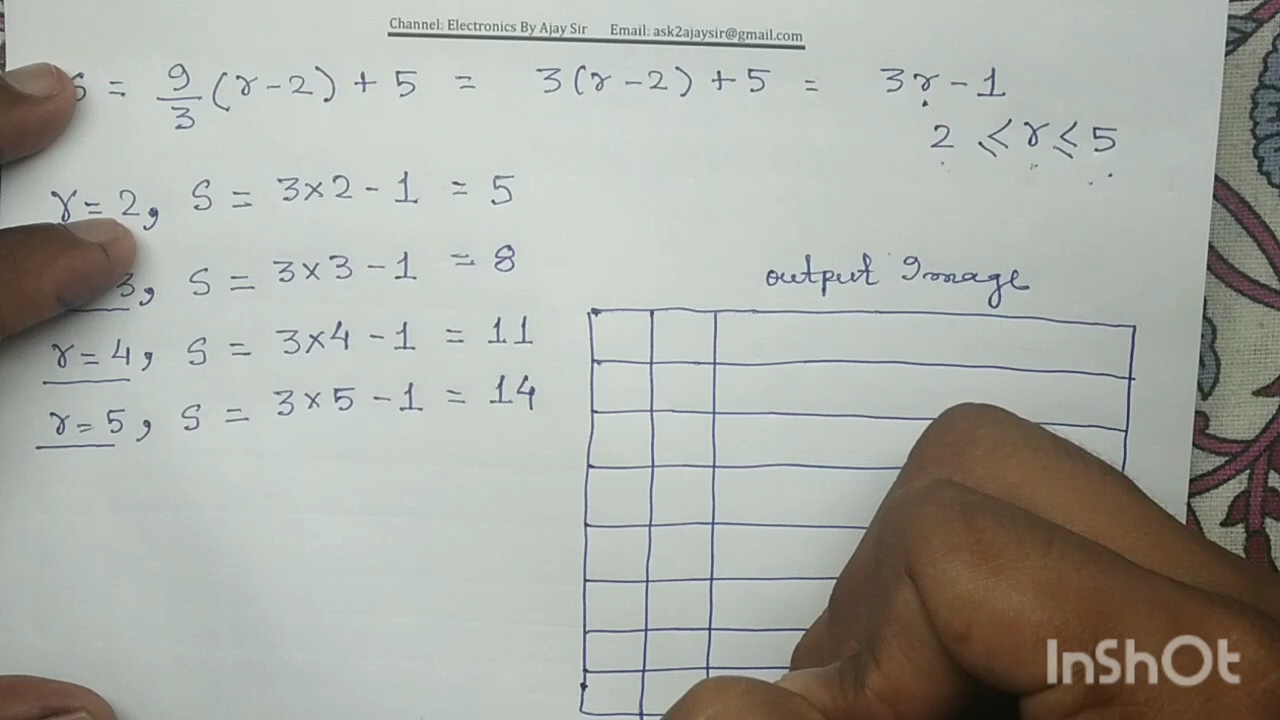 Channel: Electronics By Ajay Sir Email: ask2ajaysir@gmail.com
S = 9/3 (r - 2) + 5 = 3(r - 2) + 5 = 3r - 1
2 ≤ r ≤ 5
r = 2, S = 3×2 - 1 = 5
3, S = 3×3 - 1 = 8
r = 4, S = 3×4 - 1 = 11
r = 5, S = 3×5 - 1 = 14
output Image
InShOt